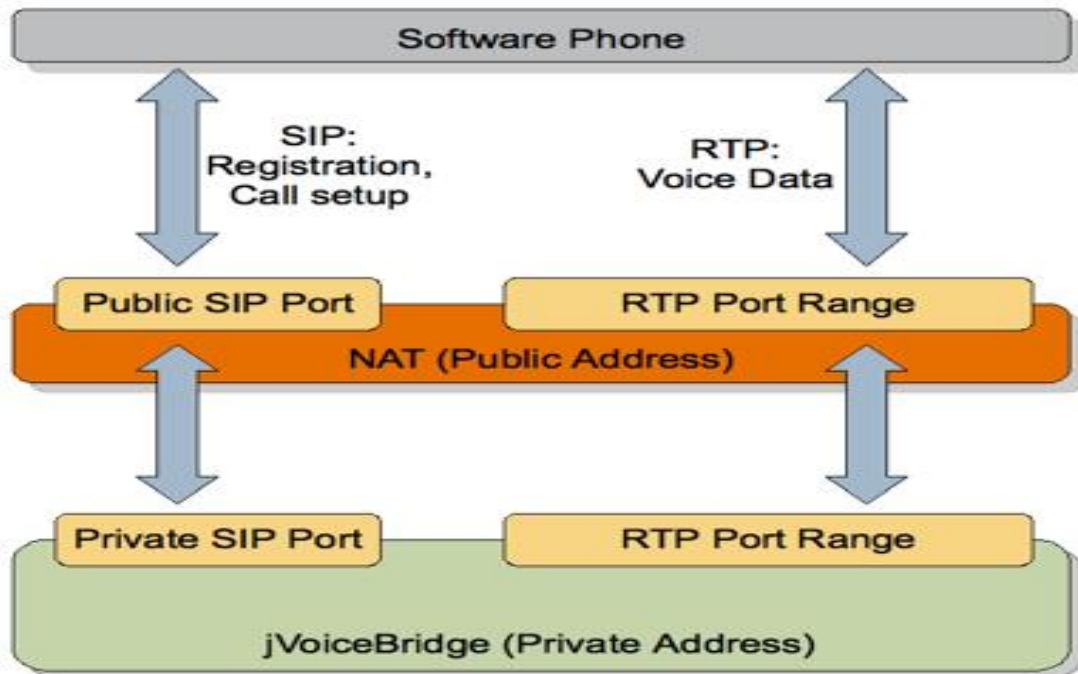 Software Phone
SIP:
Registration,
Call setup
RTP:
Voice Data
Public SIP Port
RTP Port Range
NAT (Public Address)
Private SIP Port
RTP Port Range
jVoiceBridge (Private Address)